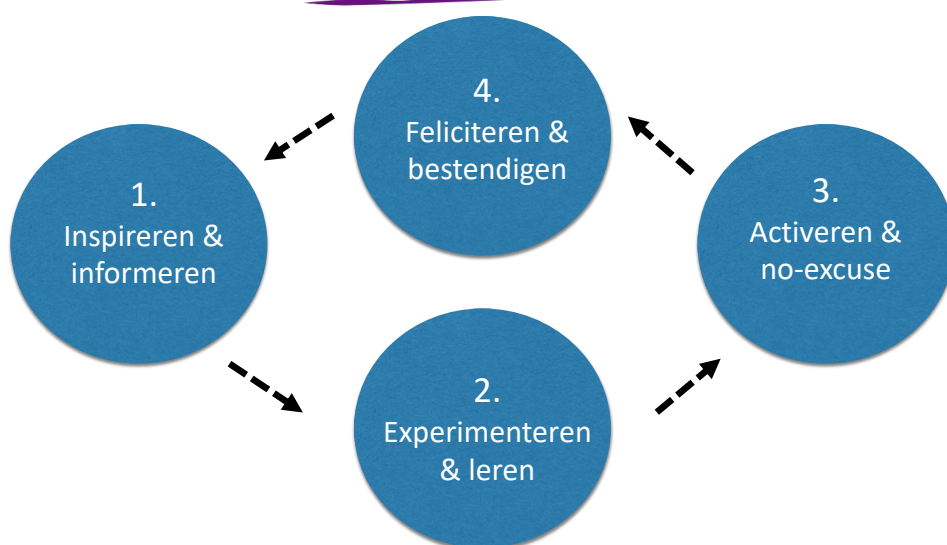 1.
Inspireren &
informeren
2.
Experimenteren
& leren
3.
Activeren &
no-excuse
4.
Feliciteren &
bestendigen